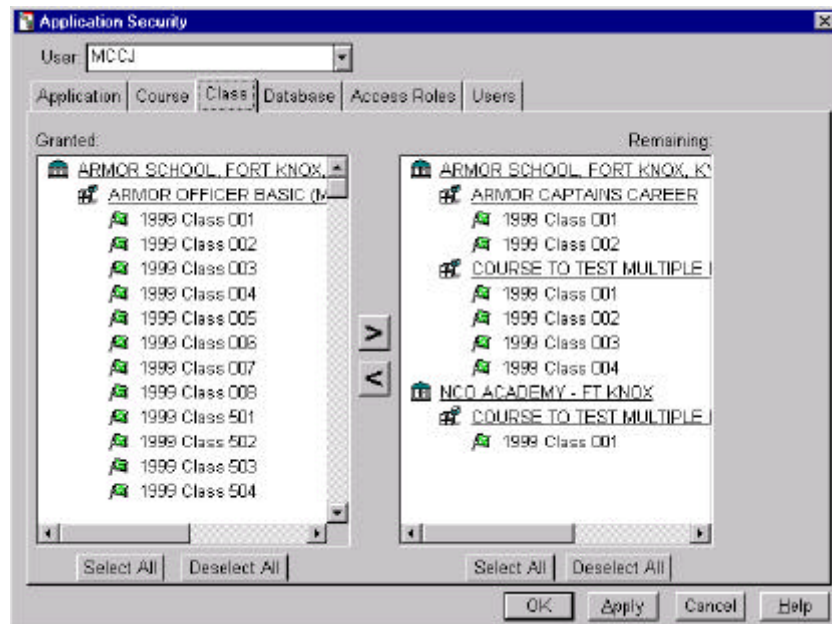 Application Security
User: MCCJ
Application Course Class Database Access Roles Users
Granted:
ARMOR SCHOOL, FORT KNOX,
ARMOR OFFICER BASIC (M
1999 Class 001
1999 Class 002
1999 Class 003
1999 Class 004
1999 Class 005
1999 Class 006
1999 Class 007
1999 Class 008
1999 Class 501
1999 Class 502
1999 Class 503
1999 Class 504
Select All Deselect All
>
<
Remaining:
ARMOR SCHOOL, FORT KNOX, KY
ARMOR CAPTAINS CAREER
1999 Class 001
1999 Class 002
COURSE TO TEST MULTIPLE
1999 Class 001
1999 Class 002
1999 Class 003
1999 Class 004
NCO ACADEMY - FT KNOX
COURSE TO TEST MULTIPLE
1999 Class 001
Select All Deselect All
OK Apply Cancel Help